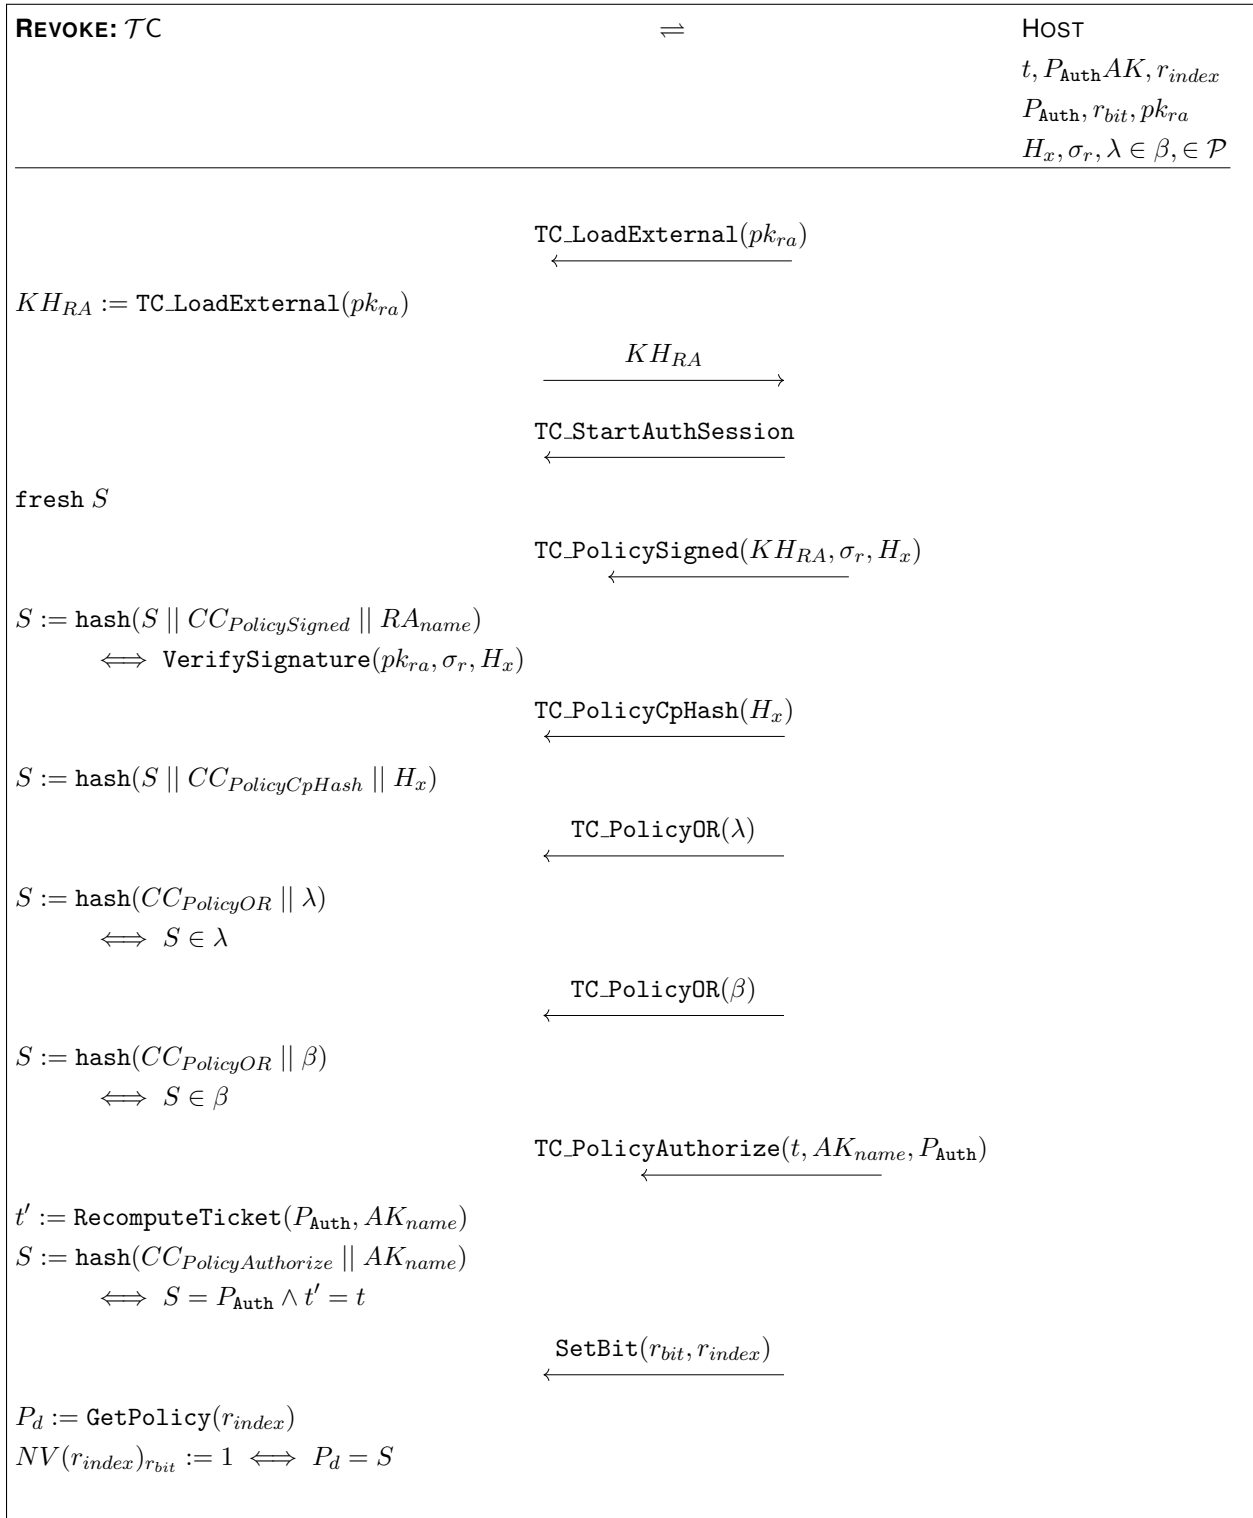 REVOKE: 𝒯C ⇌ HOST
t, P_Auth AK, r_index
P_Auth, r_bit, pk_ra
H_x, σ_r, λ ∈ β, ∈ 𝒫
TC_LoadExternal(pk_ra)
KH_RA := TC_LoadExternal(pk_ra)
KH_RA
TC_StartAuthSession
fresh S
TC_PolicySigned(KH_RA, σ_r, H_x)
S := hash(S || CC_PolicySigned || RA_name)
⟺ VerifySignature(pk_ra, σ_r, H_x)
TC_PolicyCpHash(H_x)
S := hash(S || CC_PolicyCpHash || H_x)
TC_PolicyOR(λ)
S := hash(CC_PolicyOR || λ)
⟺ S ∈ λ
TC_PolicyOR(β)
S := hash(CC_PolicyOR || β)
⟺ S ∈ β
TC_PolicyAuthorize(t, AK_name, P_Auth)
t′ := RecomputeTicket(P_Auth, AK_name)
S := hash(CC_PolicyAuthorize || AK_name)
⟺ S = P_Auth ∧ t′ = t
SetBit(r_bit, r_index)
P_d := GetPolicy(r_index)
NV(r_index)_r_bit := 1 ⟺ P_d = S